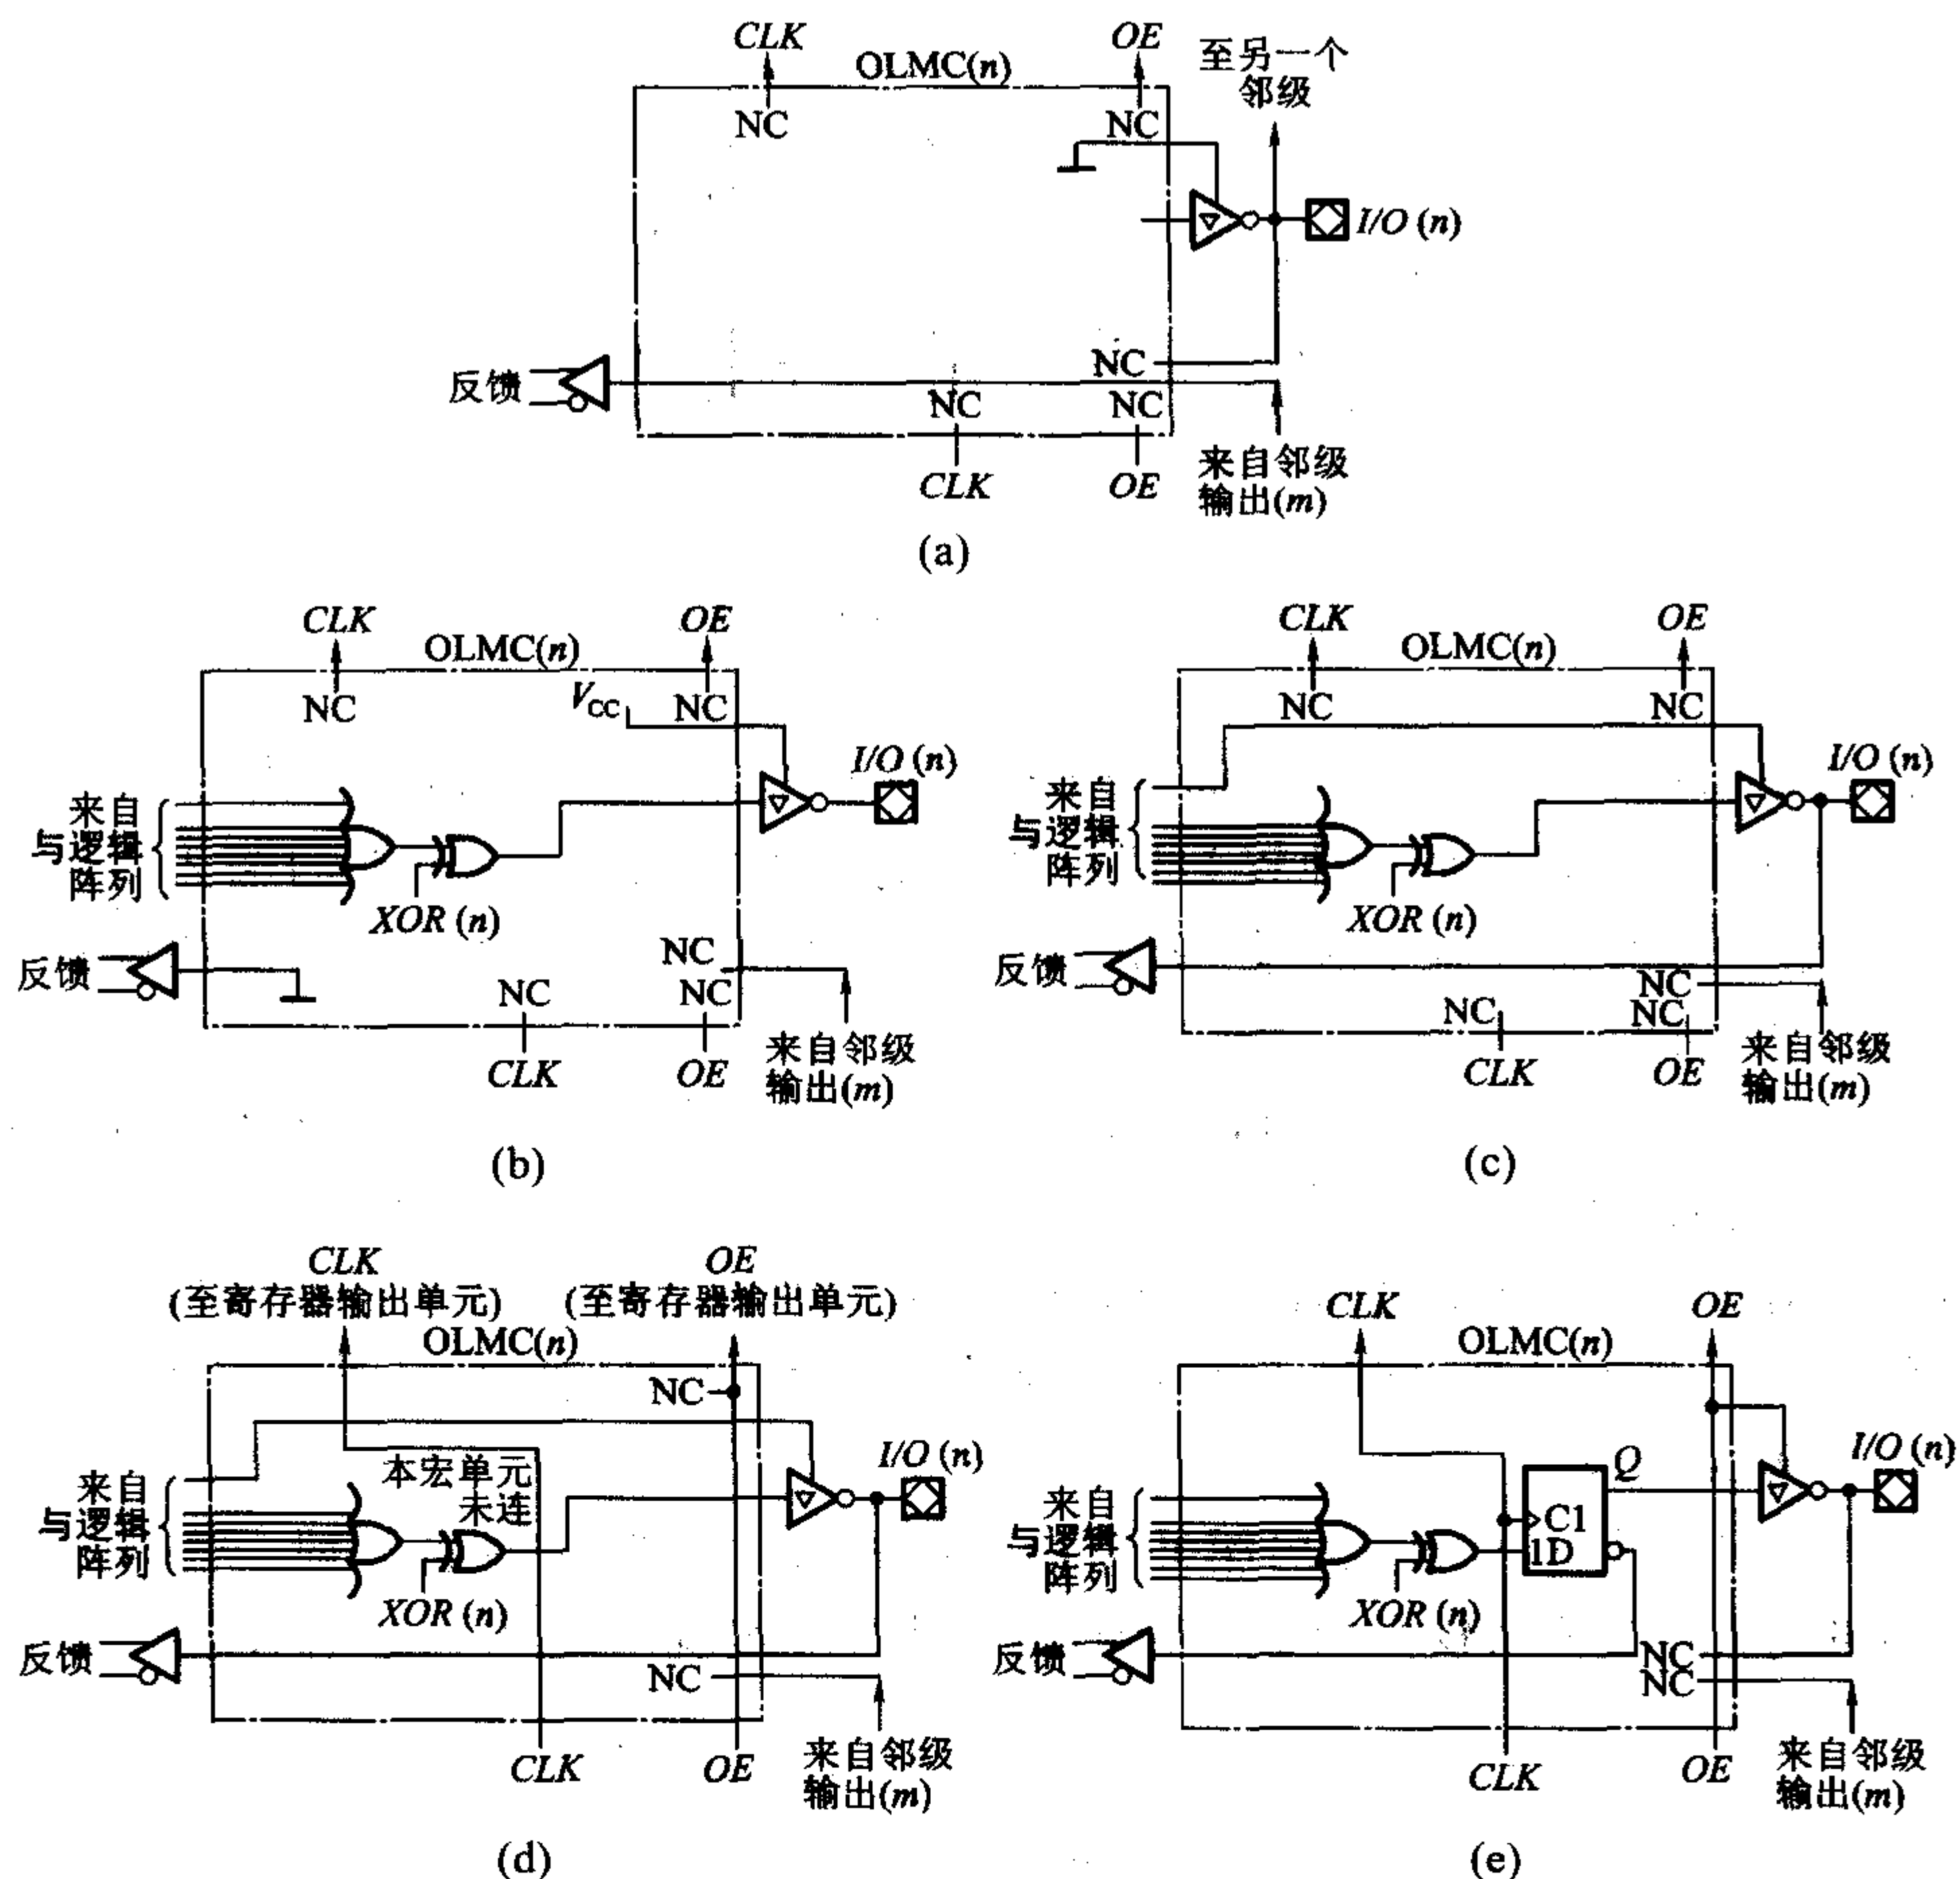 CLK
OE
至另一个
邻级
OLMC(n)
NC
NC
I/O (n)
NC
反馈
NC
NC
来自邻级
输出(m)
CLK
OE
(a)
CLK
OE
OLMC(n)
NC
V_CC
NC
I/O (n)
来自
与逻辑
阵列
XOR (n)
NC
反馈
NC
NC
CLK
OE
来自邻级
输出(m)
(b)
CLK
OE
OLMC(n)
NC
NC
I/O (n)
来自
与逻辑
阵列
XOR (n)
反馈
NC
NC
NC
CLK
OE
来自邻级
输出(m)
(c)
CLK
(至寄存器输出单元)
OE
(至寄存器输出单元)
OLMC(n)
NC
本宏单元
未连
I/O (n)
来自
与逻辑
阵列
XOR (n)
反馈
NC
CLK
OE
来自邻级
输出(m)
(d)
CLK
OE
OLMC(n)
Q
I/O (n)
C1
1D
来自
与逻辑
阵列
XOR (n)
反馈
NC
NC
CLK
OE
来自邻级
输出(m)
(e)